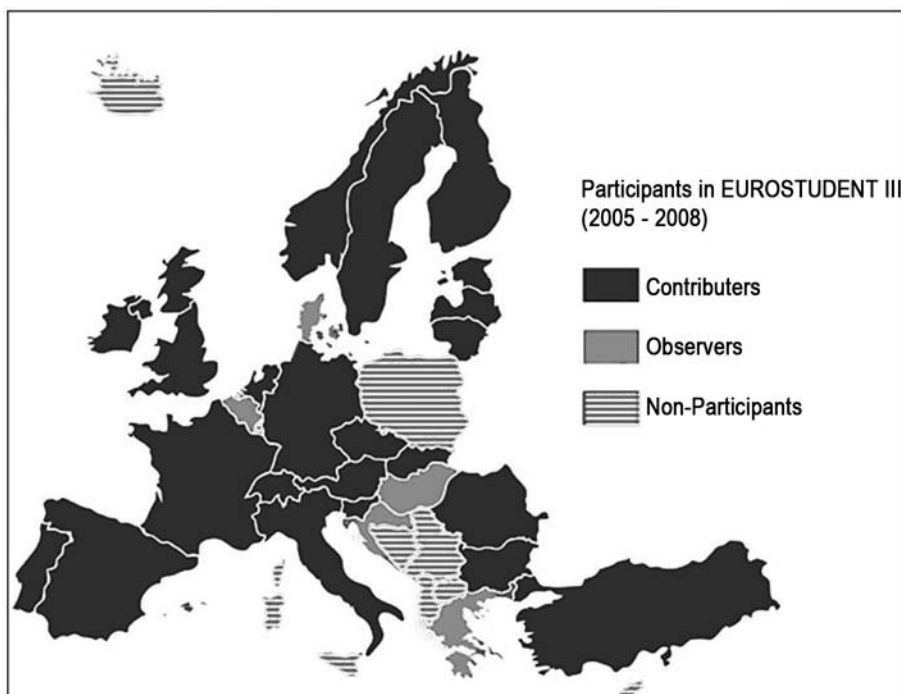 Participants in EUROSTUDENT III
(2005 - 2008)
Contributers
Observers
Non-Participants